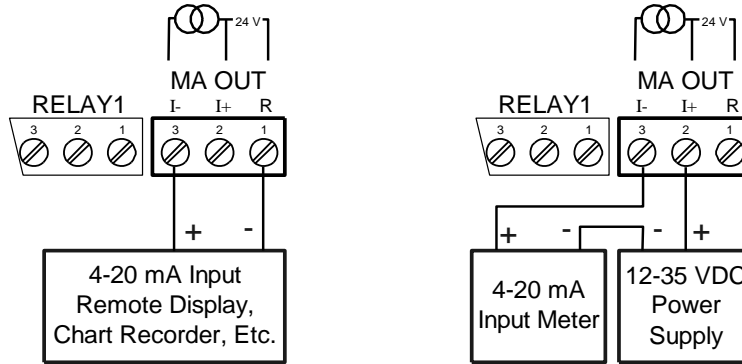 24 V
MA OUT
RELAY1 I- I+ R
3 2 1 3 2 1
+ -
4-20 mA Input
Remote Display,
Chart Recorder, Etc.
24 V
MA OUT
RELAY1 I- I+ R
3 2 1 3 2 1
+ - - +
4-20 mA
Input Meter
12-35 VDC
Power
Supply